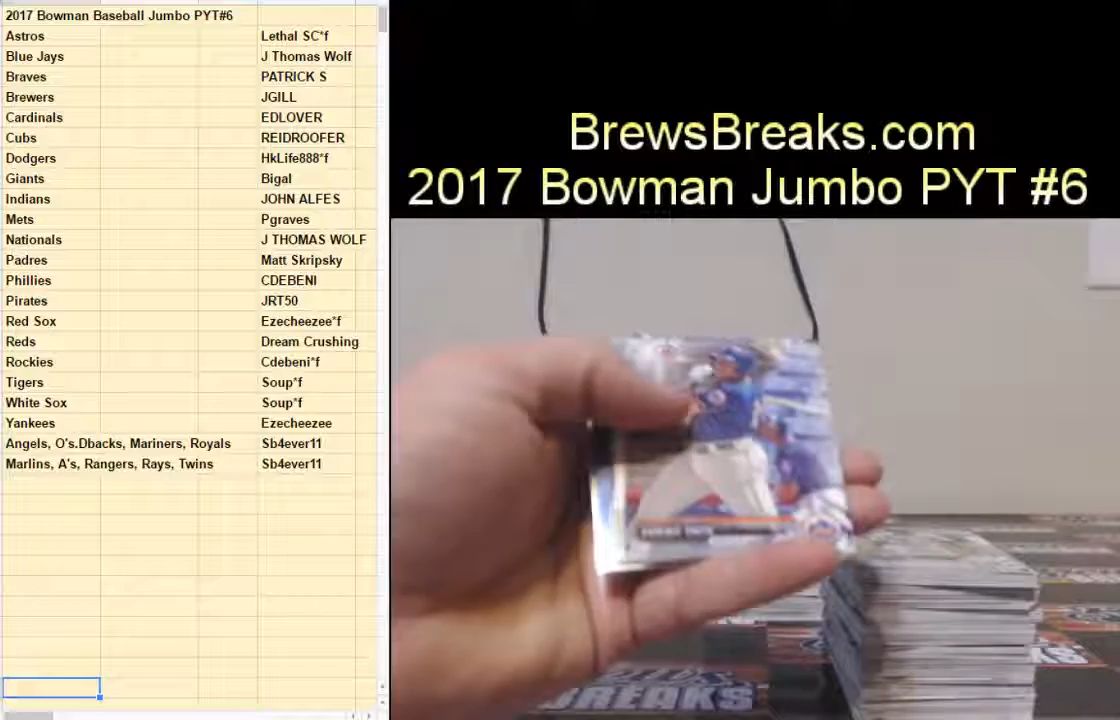 2017 Bowman Baseball Jumbo PYT#6
Astros Lethal SC*f
Blue Jays J Thomas Wolf
Braves PATRICK S
Brewers JGILL
Cardinals EDLOVER
Cubs REIDROOFER
Dodgers HkLife888*f
Giants Bigal
Indians JOHN ALFES
Mets Pgraves
Nationals J THOMAS WOLF
Padres Matt Skripsky
Phillies CDEBENI
Pirates JRT50
Red Sox Ezecheezee*f
Reds Dream Crushing
Rockies Cdebeni*f
Tigers Soup*f
White Sox Soup*f
Yankees Ezecheezee
Angels, O's.Dbacks, Mariners, Royals Sb4ever11
Marlins, A's, Rangers, Rays, Twins Sb4ever11
BrewsBreaks.com
2017 Bowman Jumbo PYT #6
BREAKS